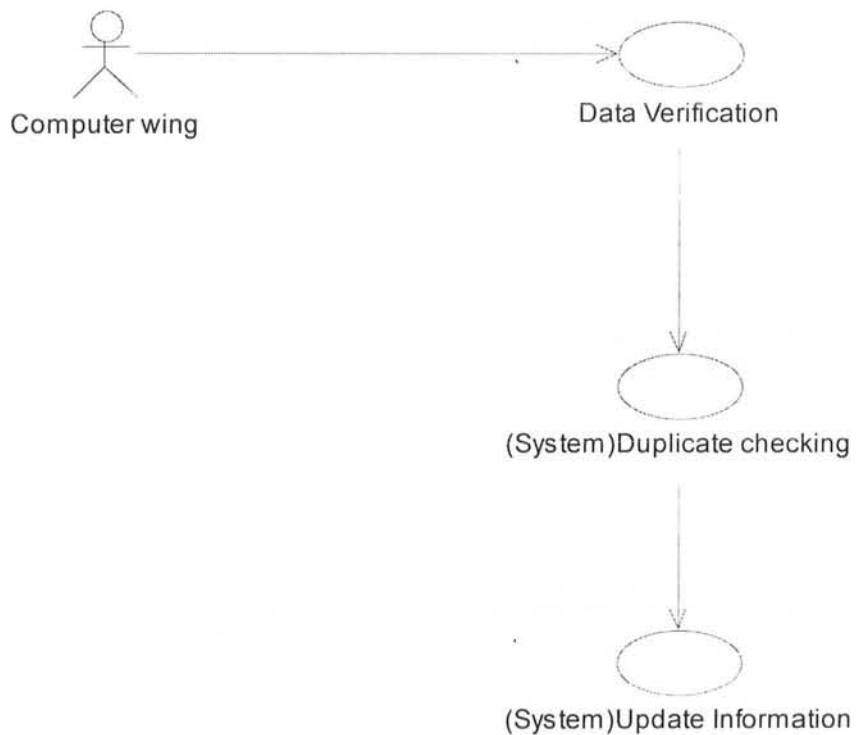 Computer wing
Data Verification
(System)Duplicate checking
(System)Update Information